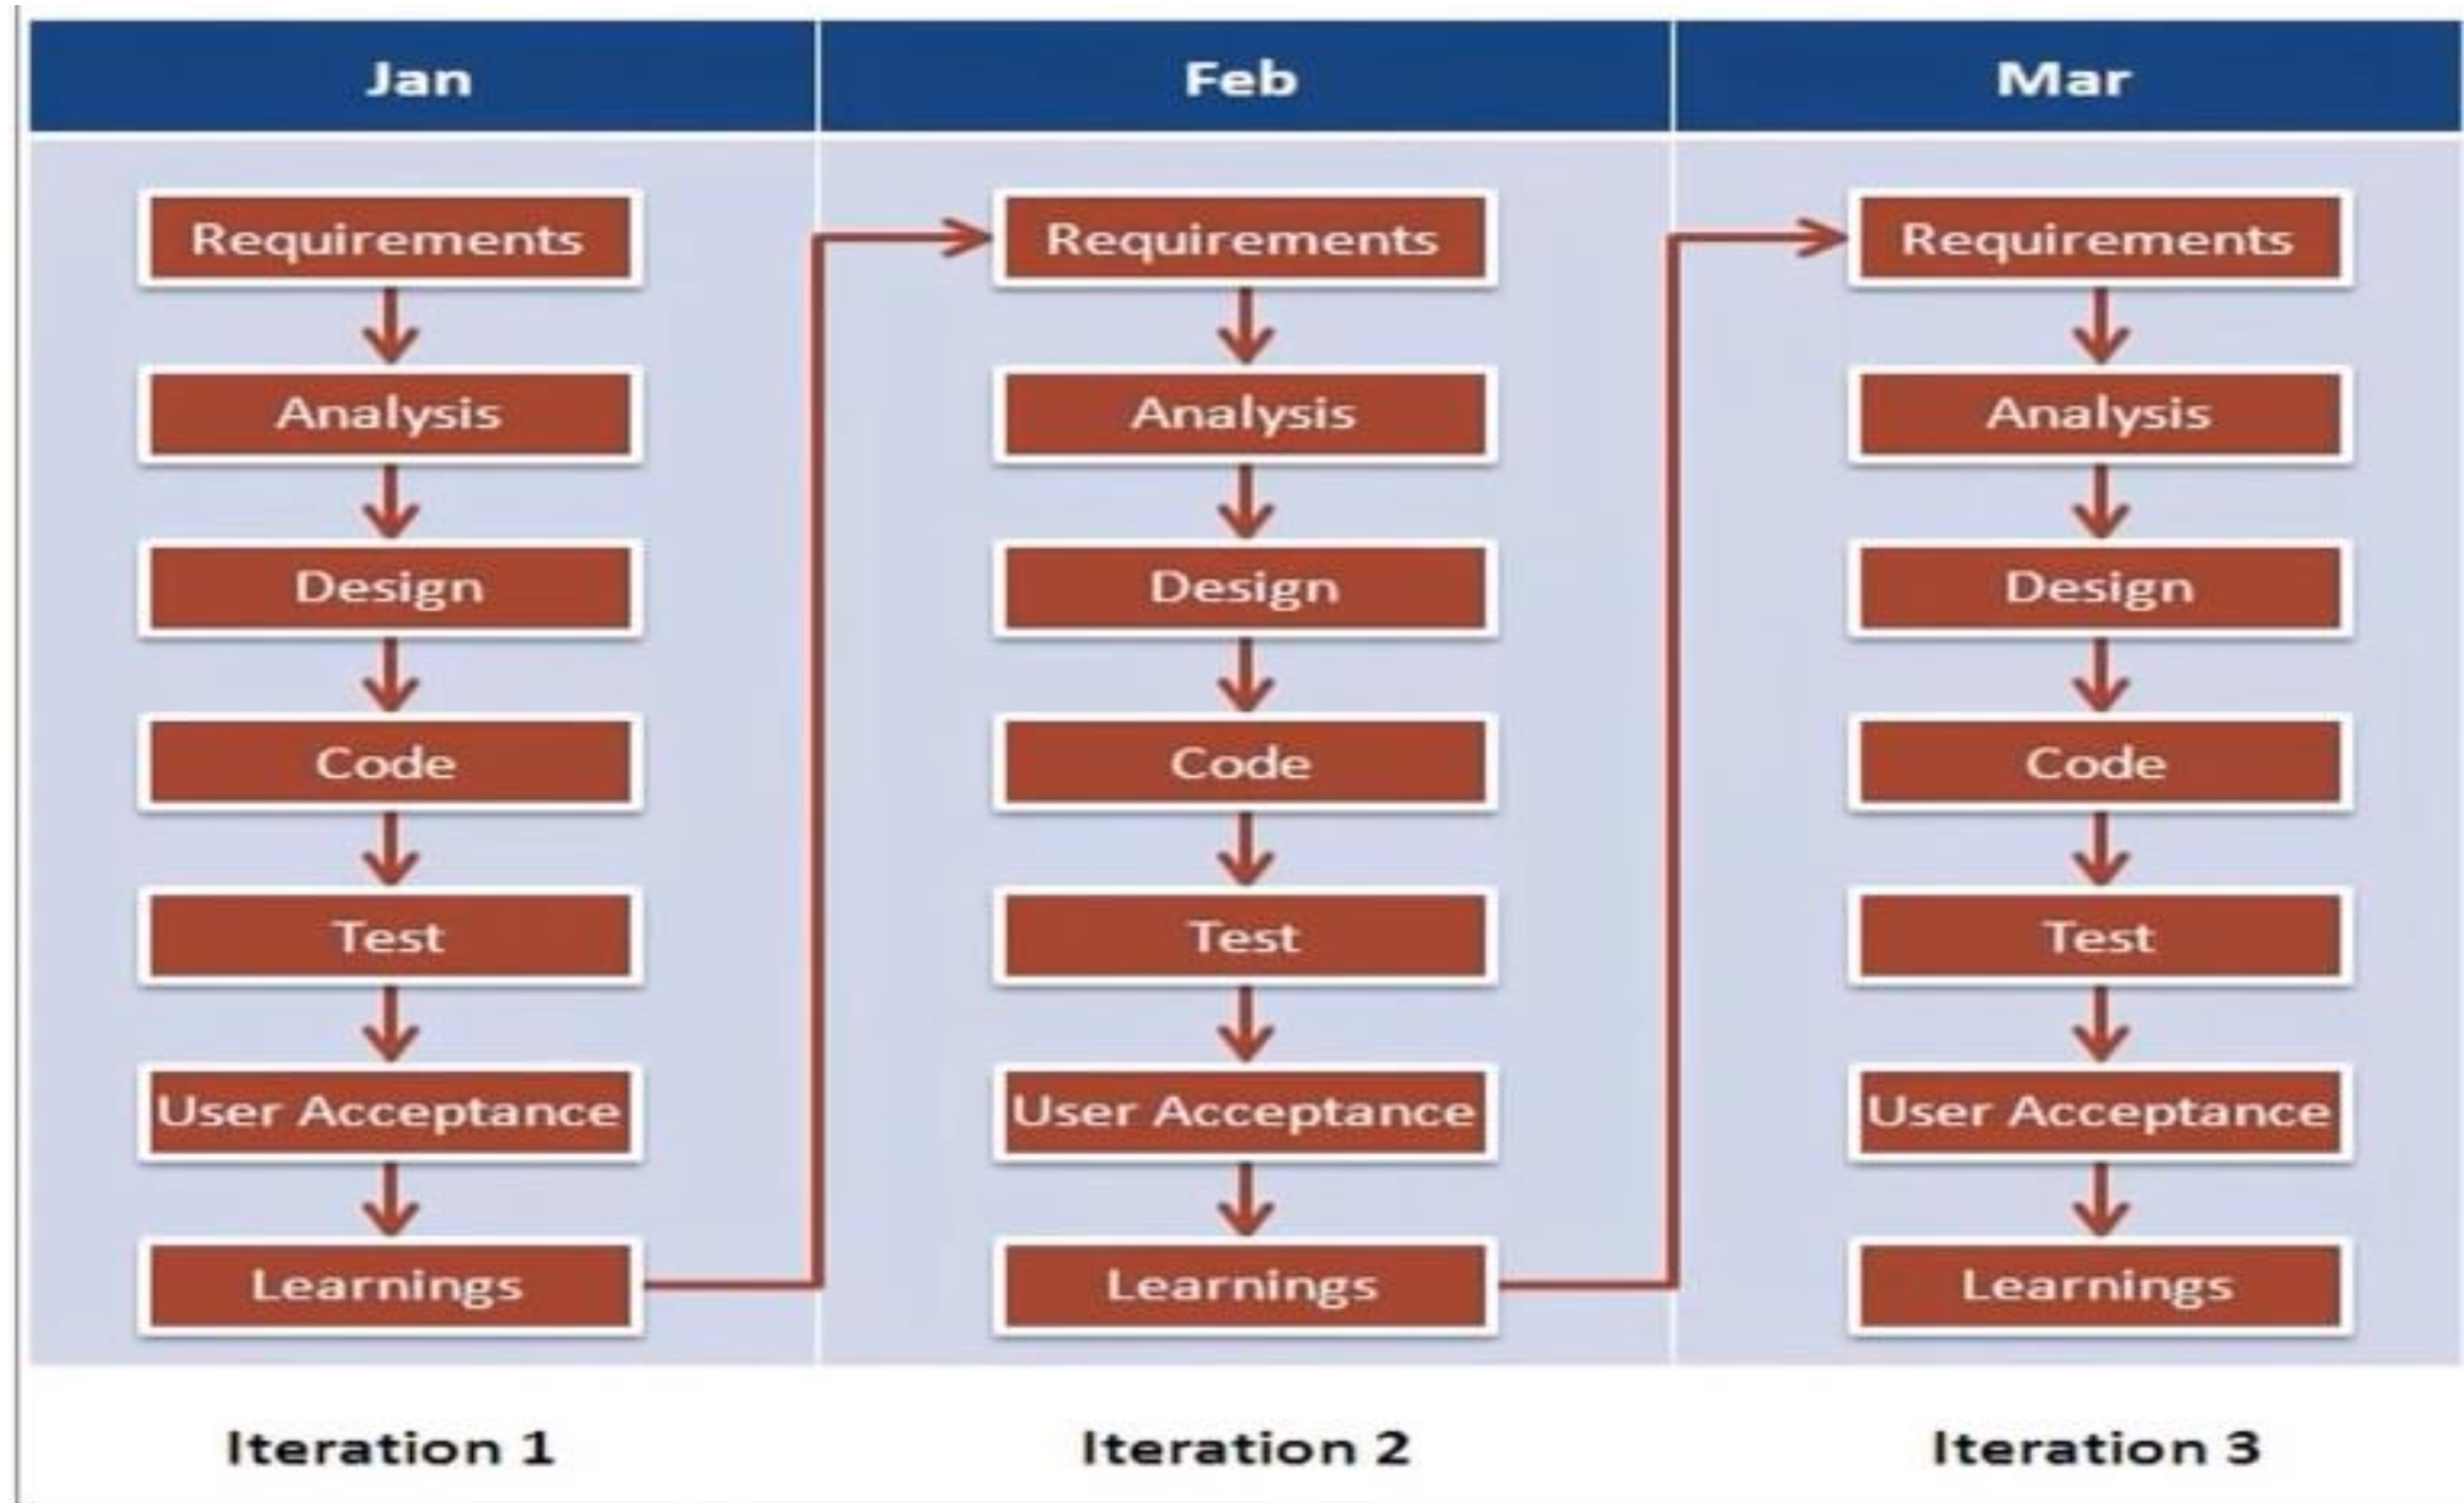 Jan
Feb
Mar
Requirements
Analysis
Design
Code
Test
User Acceptance
Learnings
Requirements
Analysis
Design
Code
Test
User Acceptance
Learnings
Requirements
Analysis
Design
Code
Test
User Acceptance
Learnings
Iteration 1
Iteration 2
Iteration 3